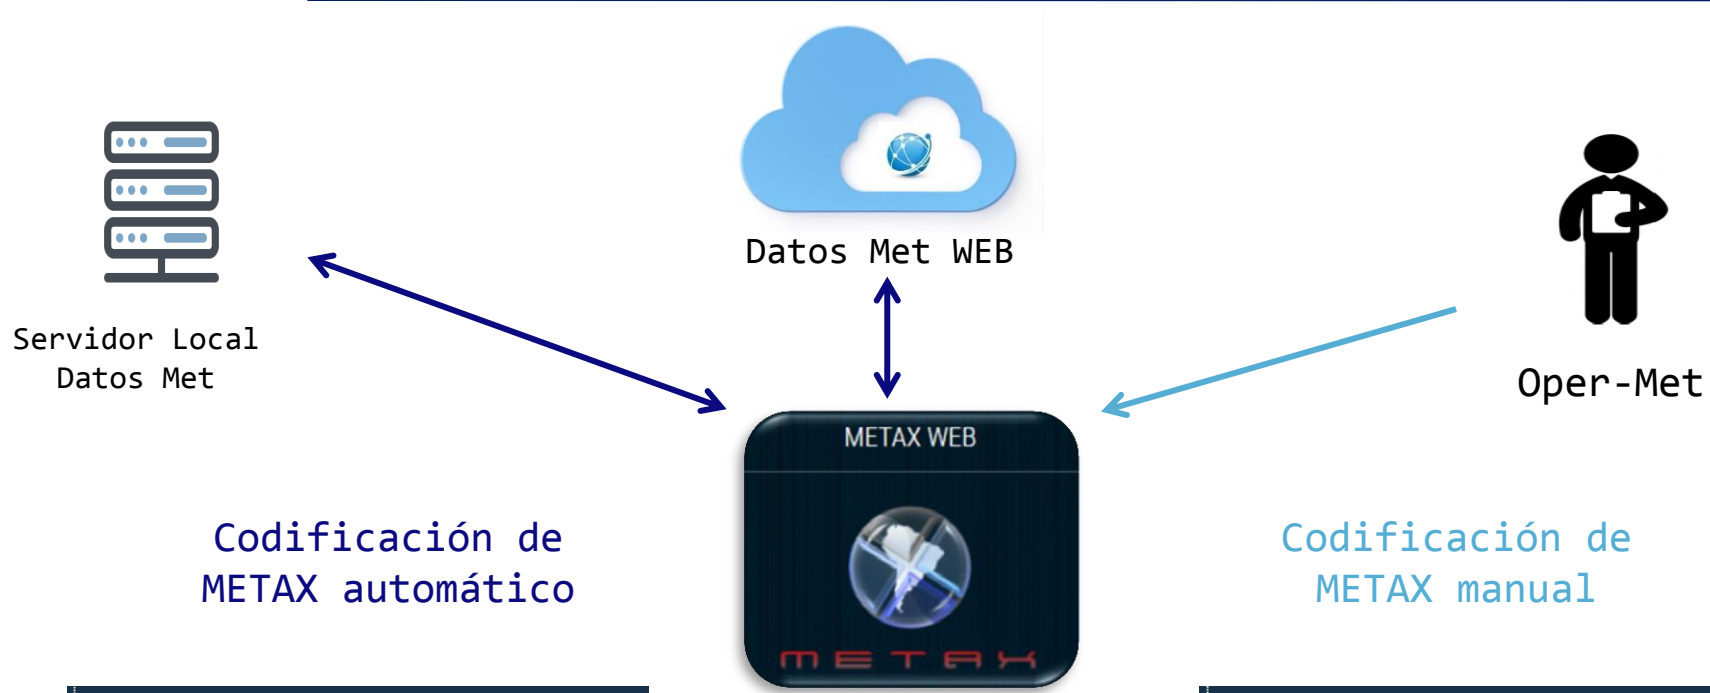 Datos Met WEB
Servidor Local
Datos Met
Oper-Met
METAX WEB
Codificación de
METAX automático
Codificación de
METAX manual
METAX